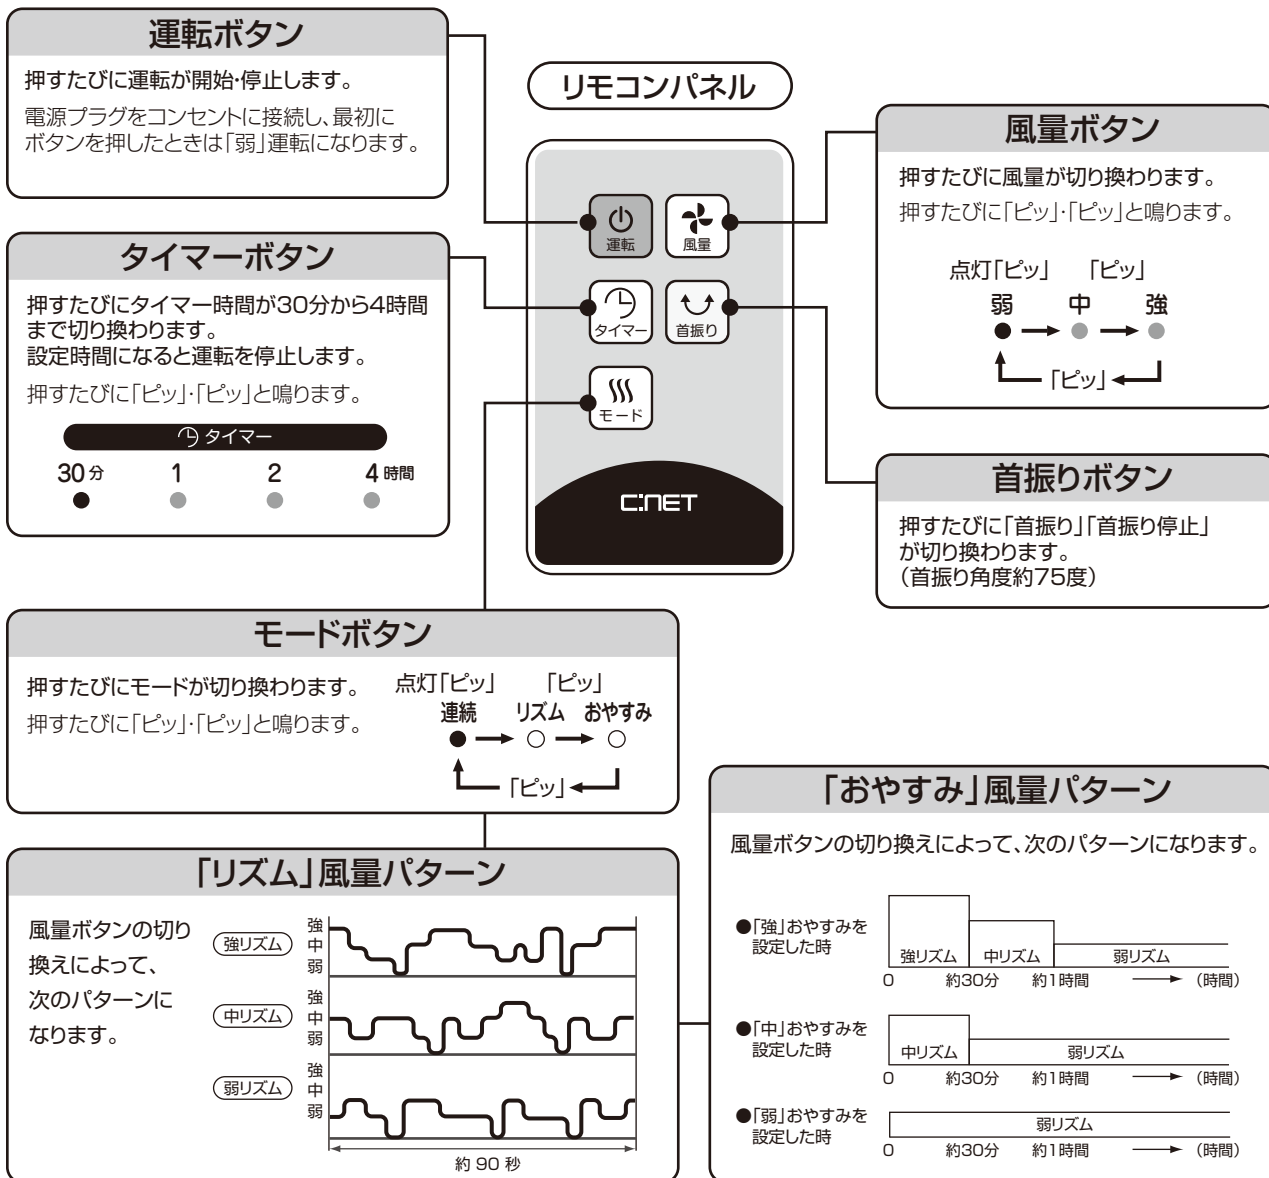 運転ボタン
押すたびに運転が開始・停止します。
電源プラグをコンセントに接続し、最初に
ボタンを押したときは「弱」運転になります。
タイマーボタン
押すたびにタイマー時間が30分から4時間
まで切り換わります。
設定時間になると運転を停止します。
押すたびに「ピッ」・「ピッ」と鳴ります。
タイマー
30分 1 2 4時間
リモコンパネル
運転 風量
タイマー 首振り
モード
C:NET
風量ボタン
押すたびに風量が切り換わります。
押すたびに「ピッ」・「ピッ」と鳴ります。
点灯「ピッ」 「ピッ」
弱 中 強
「ピッ」
首振りボタン
押すたびに「首振り」「首振り停止」
が切り換わります。
(首振り角度約75度)
モードボタン
押すたびにモードが切り換わります。
押すたびに「ピッ」・「ピッ」と鳴ります。
点灯「ピッ」 「ピッ」
連続 リズム おやすみ
「ピッ」
「リズム」風量パターン
風量ボタンの切り
換えによって、
次のパターンに
なります。
強リズム
強
中
弱
中リズム
強
中
弱
弱リズム
強
中
弱
約 90 秒
「おやすみ」風量パターン
風量ボタンの切り換えによって、次のパターンになります。
●「強」おやすみを
設定した時
強リズム 中リズム 弱リズム
0 約30分 約1時間 (時間)
●「中」おやすみを
設定した時
中リズム 弱リズム
0 約30分 約1時間 (時間)
●「弱」おやすみを
設定した時
弱リズム
0 約30分 約1時間 (時間)